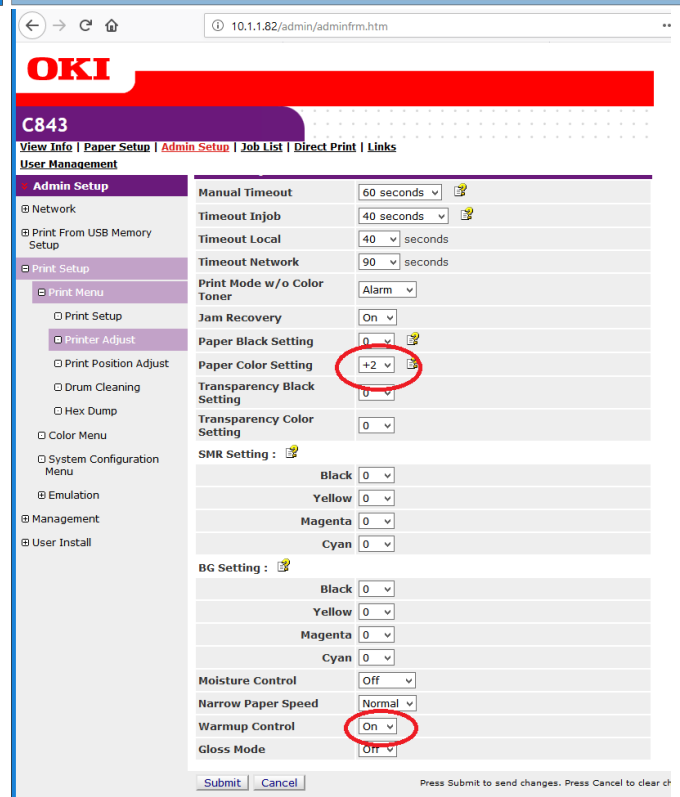 10.1.1.82/admin/adminfrm.htm
OKI
C843
View Info | Paper Setup | Admin Setup | Job List | Direct Print | Links
User Management
Admin Setup
Network
Print From USB Memory
Setup
Print Setup
Print Menu
Print Setup
Printer Adjust
Print Position Adjust
Drum Cleaning
Hex Dump
Color Menu
System Configuration
Menu
Emulation
Management
User Install
Manual Timeout 60 seconds
Timeout Injob 40 seconds
Timeout Local 40 seconds
Timeout Network 90 seconds
Print Mode w/o Color
Toner Alarm
Jam Recovery On
Paper Black Setting 0
Paper Color Setting +2
Transparency Black
Setting 0
Transparency Color
Setting 0
SMR Setting :
Black 0
Yellow 0
Magenta 0
Cyan 0
BG Setting :
Black 0
Yellow 0
Magenta 0
Cyan 0
Moisture Control Off
Narrow Paper Speed Normal
Warmup Control On
Gloss Mode Off
Submit Cancel Press Submit to send changes. Press Cancel to clear